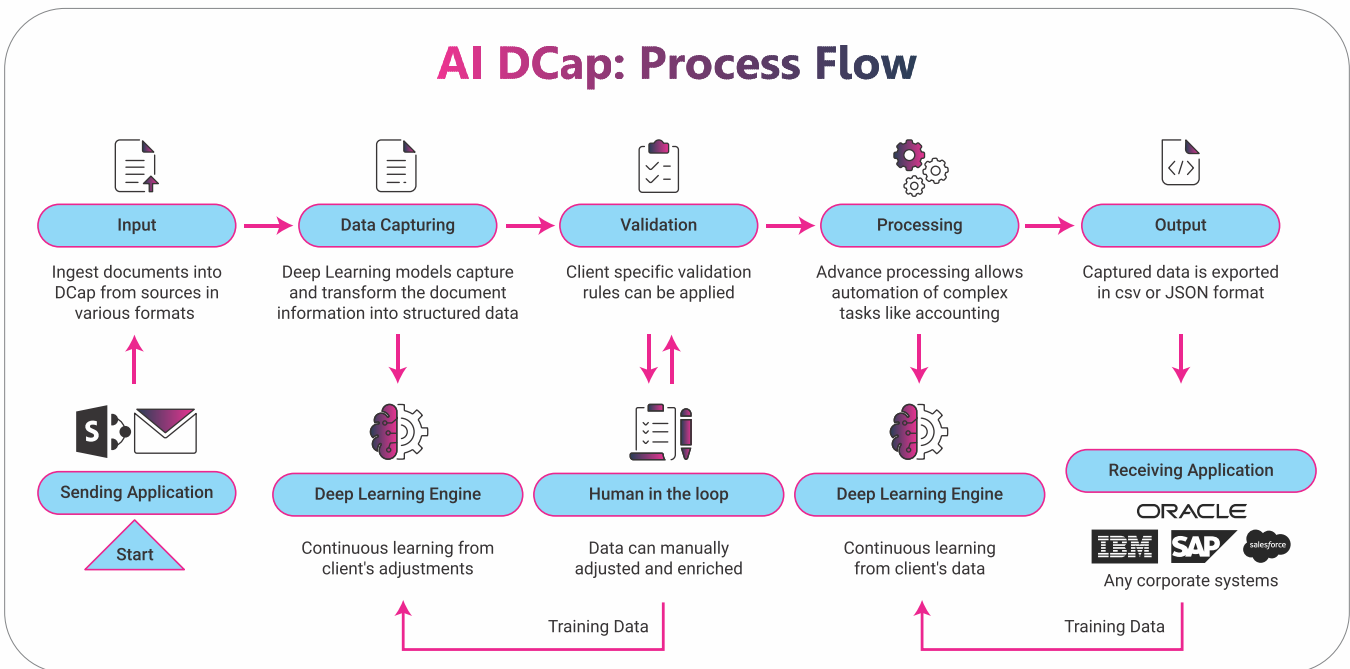 AI DCap: Process Flow
Input
Data Capturing
Validation
Processing
Output
Ingest documents into
DCap from sources in
various formats
Deep Learning models capture
and transform the document
information into structured data
Client specific validation
rules can be applied
Advance processing allows
automation of complex
tasks like accounting
Captured data is exported
in csv or JSON format
S
Sending Application
Start
Deep Learning Engine
Continuous learning from
client's adjustments
Human in the loop
Data can manually
adjusted and enriched
Deep Learning Engine
Continuous learning
from client's data
Receiving Application
ORACLE
IBM
SAP
salesforce
Any corporate systems
Training Data
Training Data